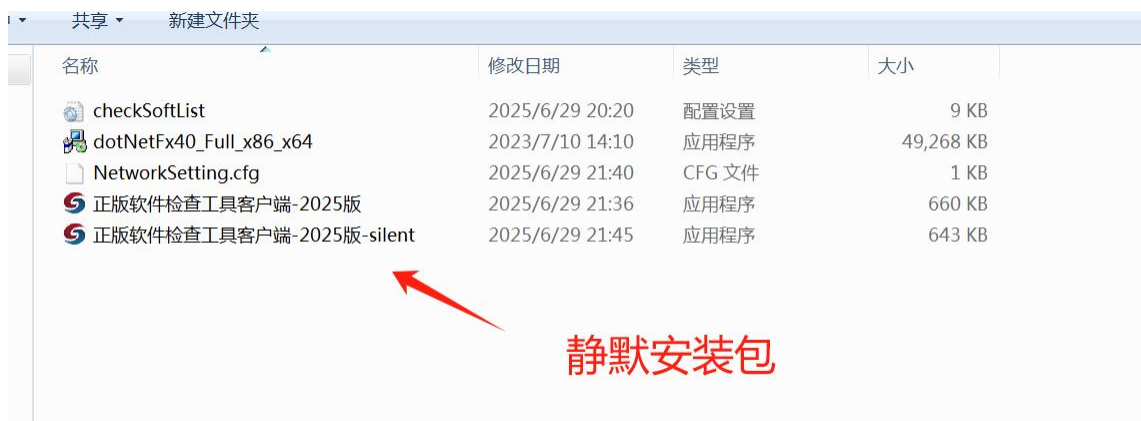 共享 新建文件夹
名称 修改日期 类型 大小
checkSoftList 2025/6/29 20:20 配置设置 9 KB
dotNetFx40_Full_x86_x64 2023/7/10 14:10 应用程序 49,268 KB
NetworkSetting.cfg 2025/6/29 21:40 CFG 文件 1 KB
正版软件检查工具客户端-2025版 2025/6/29 21:36 应用程序 660 KB
正版软件检查工具客户端-2025版-silent 2025/6/29 21:45 应用程序 643 KB
静默安装包